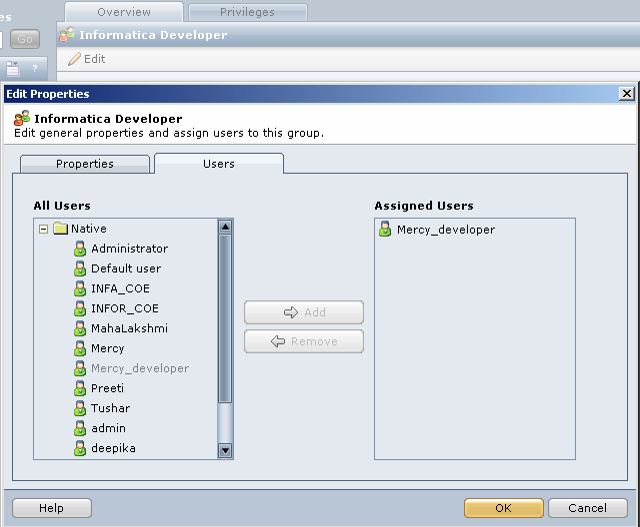 Overview
Privileges
es
Go
Informatica Developer
?
Edit
Edit Properties
Informatica Developer
Edit general properties and assign users to this group.
Properties
Users
All Users
Assigned Users
Native
Mercy_developer
Administrator
Default user
INFA_COE
INFOR_COE
Add
MahaLakshmi
Remove
Mercy
Mercy_developer
Preeti
Tushar
admin
deepika
Help
OK
Cancel